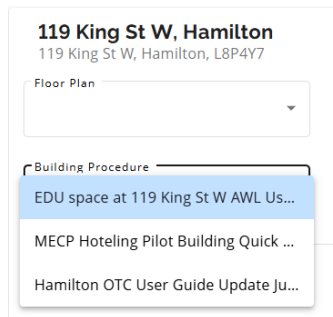 119 King St W, Hamilton
119 King St W, Hamilton, L8P4Y7
Floor Plan
Building Procedure
EDU space at 119 King St W AWL Us...
MECP Hoteling Pilot Building Quick ...
Hamilton OTC User Guide Update Ju...